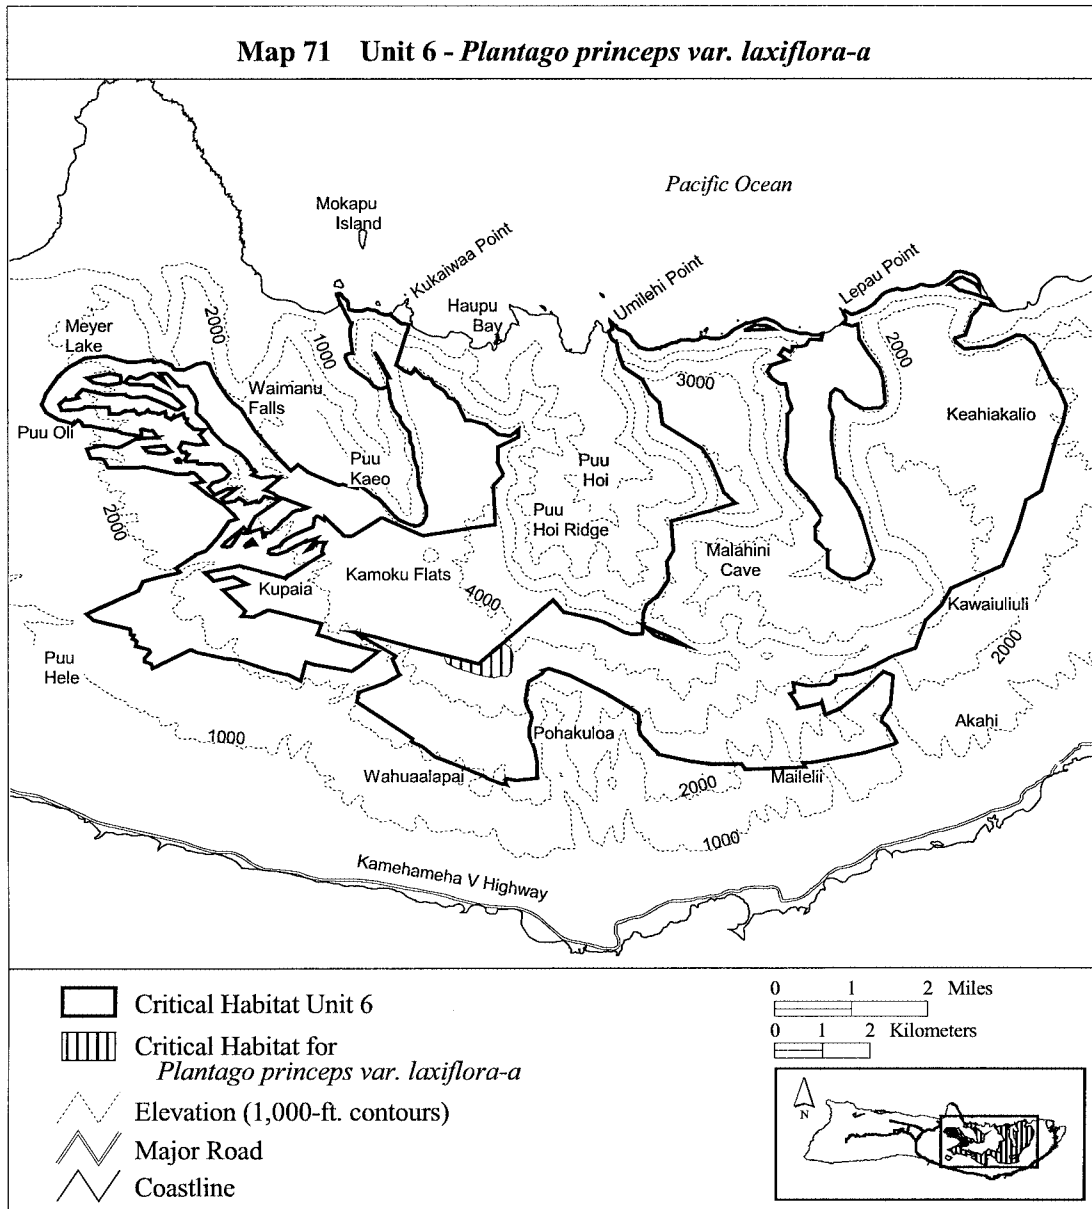 Map 71 Unit 6 - Plantago princeps var. laxiflora-a
Pacific Ocean
Mokapu
Island
Kukaiwaa Point
Haupu
Bay
Umilehi Point
Lepau Point
Meyer
Lake
2000
1000
2000
3000
Waimanu
Falls
Keahiakalio
Puu Oli
Puu
Kaeo
Puu
Hoi
2000
Puu
Hoi Ridge
Malahini
Cave
Kamoku Flats
Kupaia
4000
Kawaiuliuli
2000
Puu
Hele
1000
Pohakuloa
Akahi
Wahuaalapai
2000
Mailelii
1000
Kamehameha V Highway
Critical Habitat Unit 6
Critical Habitat for
Plantago princeps var. laxiflora-a
Elevation (1,000-ft. contours)
Major Road
Coastline
0 1 2 Miles
0 1 2 Kilometers
N